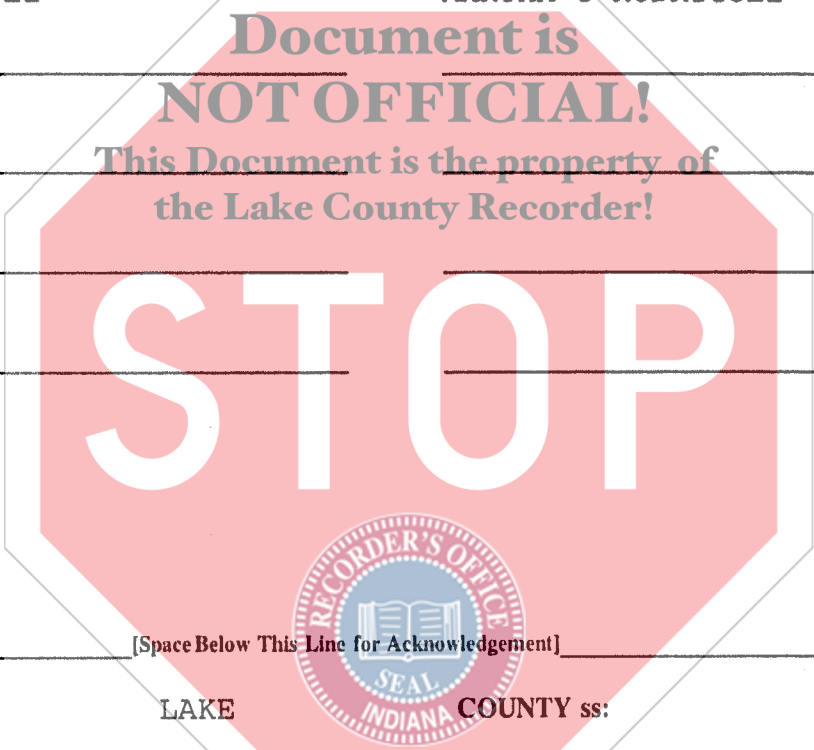 Document is
NOT OFFICIAL!
This Document is the property of
the Lake County Recorder!
STOP
RECORDER'S OFFICE
[Space Below This Line for Acknowledgement]
SEAL
INDIANA
LAKE COUNTY ss: